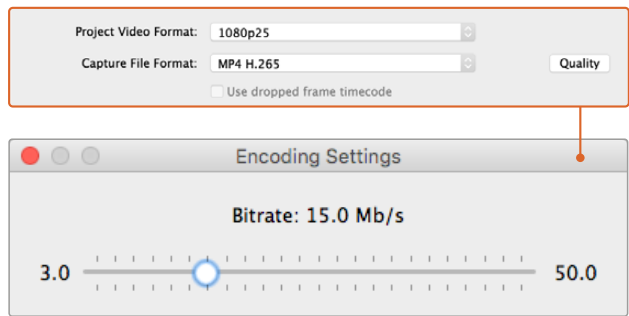 Project Video Format: 1080p25
Capture File Format: MP4 H.265 Quality
Use dropped frame timecode
Encoding Settings
Bitrate: 15.0 Mb/s
3.0 50.0